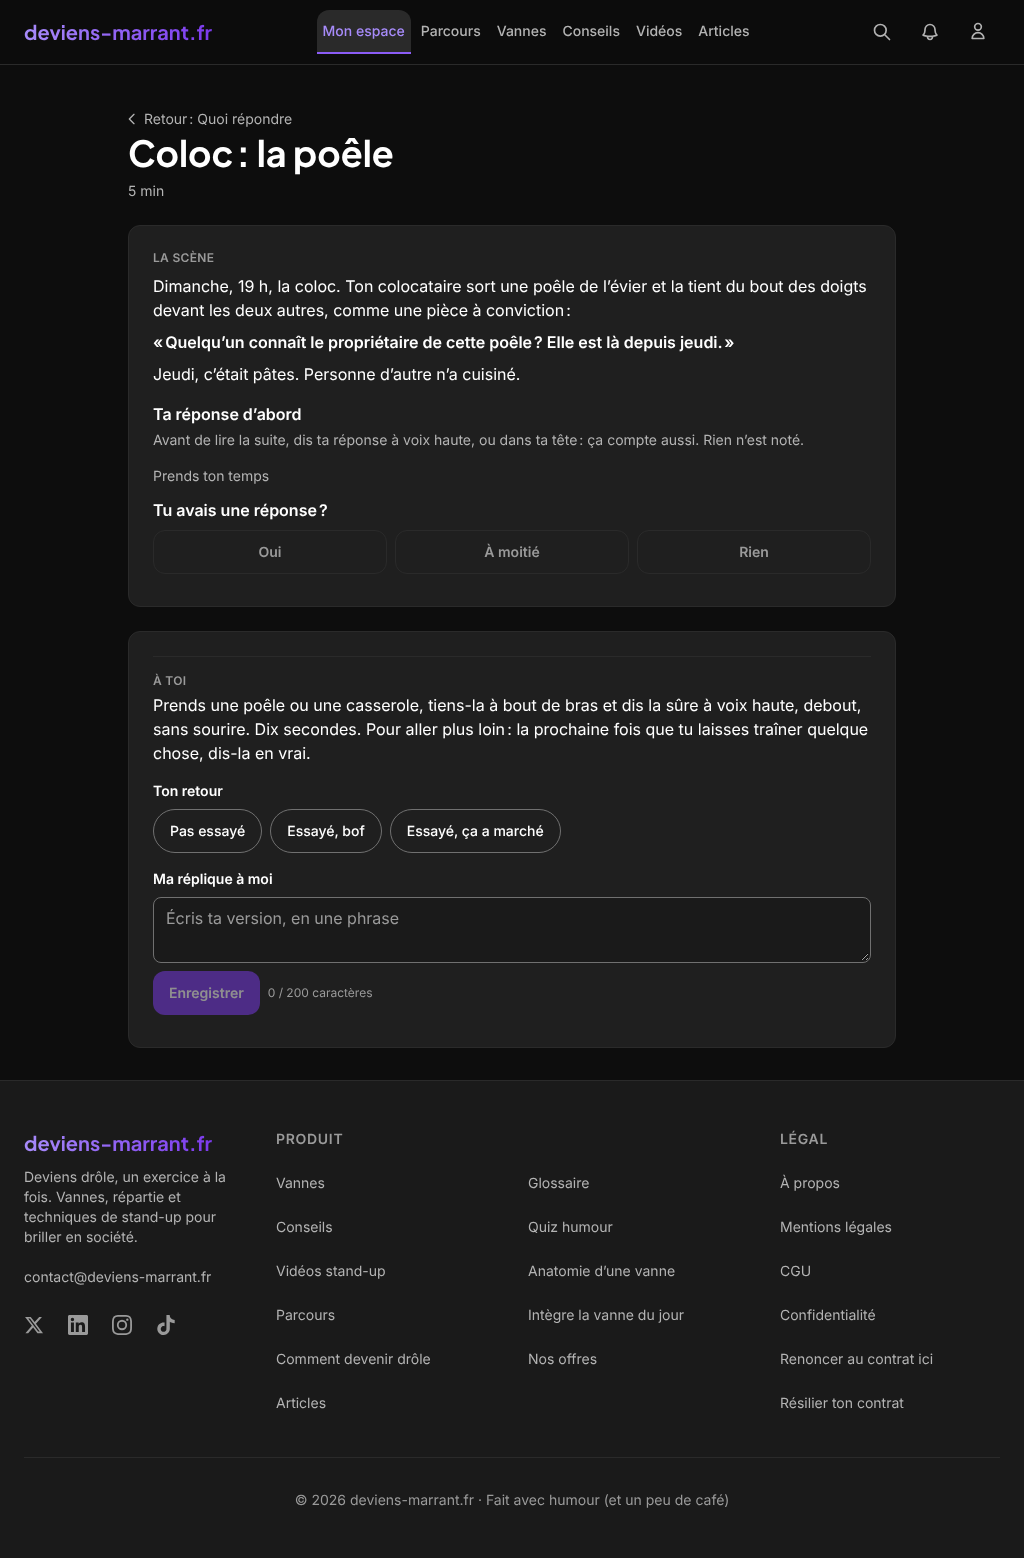 deviens-marrant.fr
Mon espace
Parcours
Vannes
Conseils
Vidéos
Articles
Retour : Quoi répondre
Coloc : la poêle
5 min
LA SCÈNE
Dimanche, 19 h, la coloc. Ton colocataire sort une poêle de l’évier et la tient du bout des doigts
devant les deux autres, comme une pièce à conviction :
« Quelqu’un connaît le propriétaire de cette poêle ? Elle est là depuis jeudi. »
Jeudi, c’était pâtes. Personne d’autre n’a cuisiné.
Ta réponse d’abord
Avant de lire la suite, dis ta réponse à voix haute, ou dans ta tête : ça compte aussi. Rien n’est noté.
Prends ton temps
Tu avais une réponse ?
Oui
À moitié
Rien
À TOI
Prends une poêle ou une casserole, tiens-la à bout de bras et dis la sûre à voix haute, debout,
sans sourire. Dix secondes. Pour aller plus loin : la prochaine fois que tu laisses traîner quelque
chose, dis-la en vrai.
Ton retour
Pas essayé
Essayé, bof
Essayé, ça a marché
Ma réplique à moi
Écris ta version, en une phrase
Enregistrer
0 / 200 caractères
deviens-marrant.fr
Deviens drôle, un exercice à la
fois. Vannes, répartie et
techniques de stand-up pour
briller en société.
contact@deviens-marrant.fr
PRODUIT
Vannes
Conseils
Vidéos stand-up
Parcours
Comment devenir drôle
Articles
Glossaire
Quiz humour
Anatomie d’une vanne
Intègre la vanne du jour
Nos offres
LÉGAL
À propos
Mentions légales
CGU
Confidentialité
Renoncer au contrat ici
Résilier ton contrat
© 2026 deviens-marrant.fr · Fait avec humour (et un peu de café)